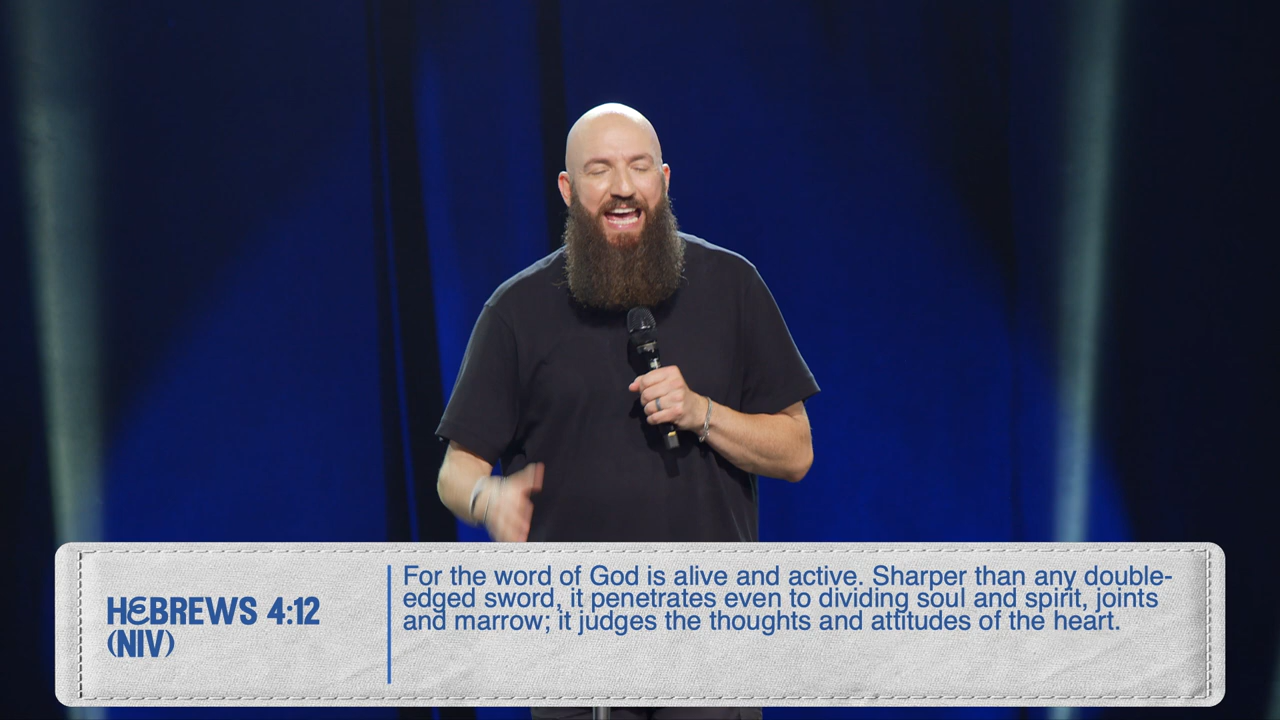 HEBREWS 4:12
(NIV)
For the word of God is alive and active. Sharper than any double-
edged sword, it penetrates even to dividing soul and spirit, joints
and marrow; it judges the thoughts and attitudes of the heart.